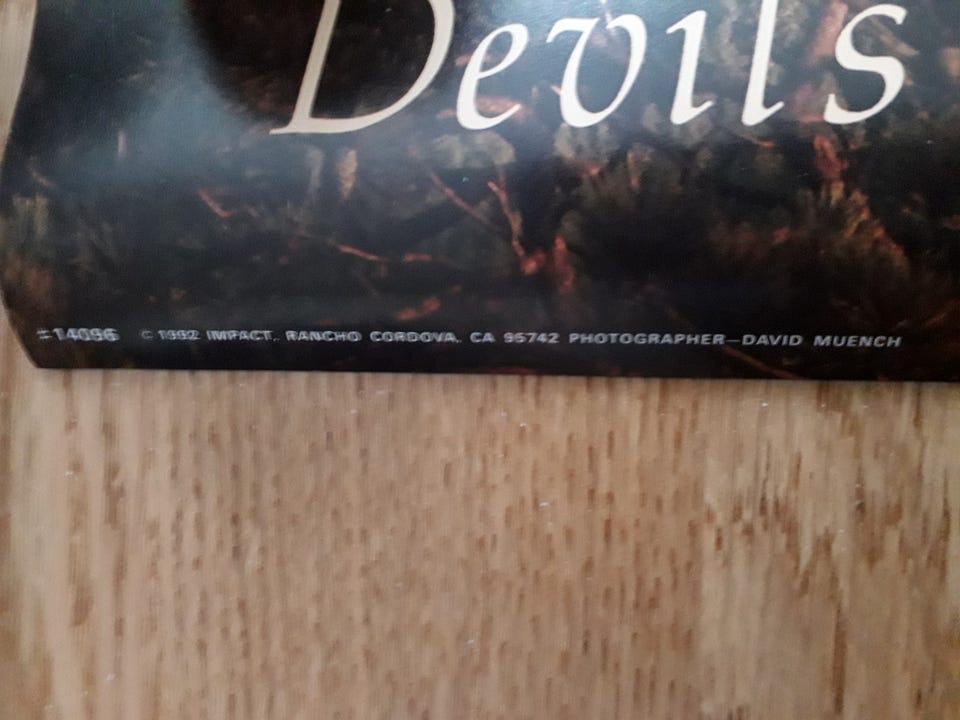 Devils
#14096 © 1992 IMPACT, RANCHO CORDOVA, CA 95742 PHOTOGRAPHER—DAVID MUENCH